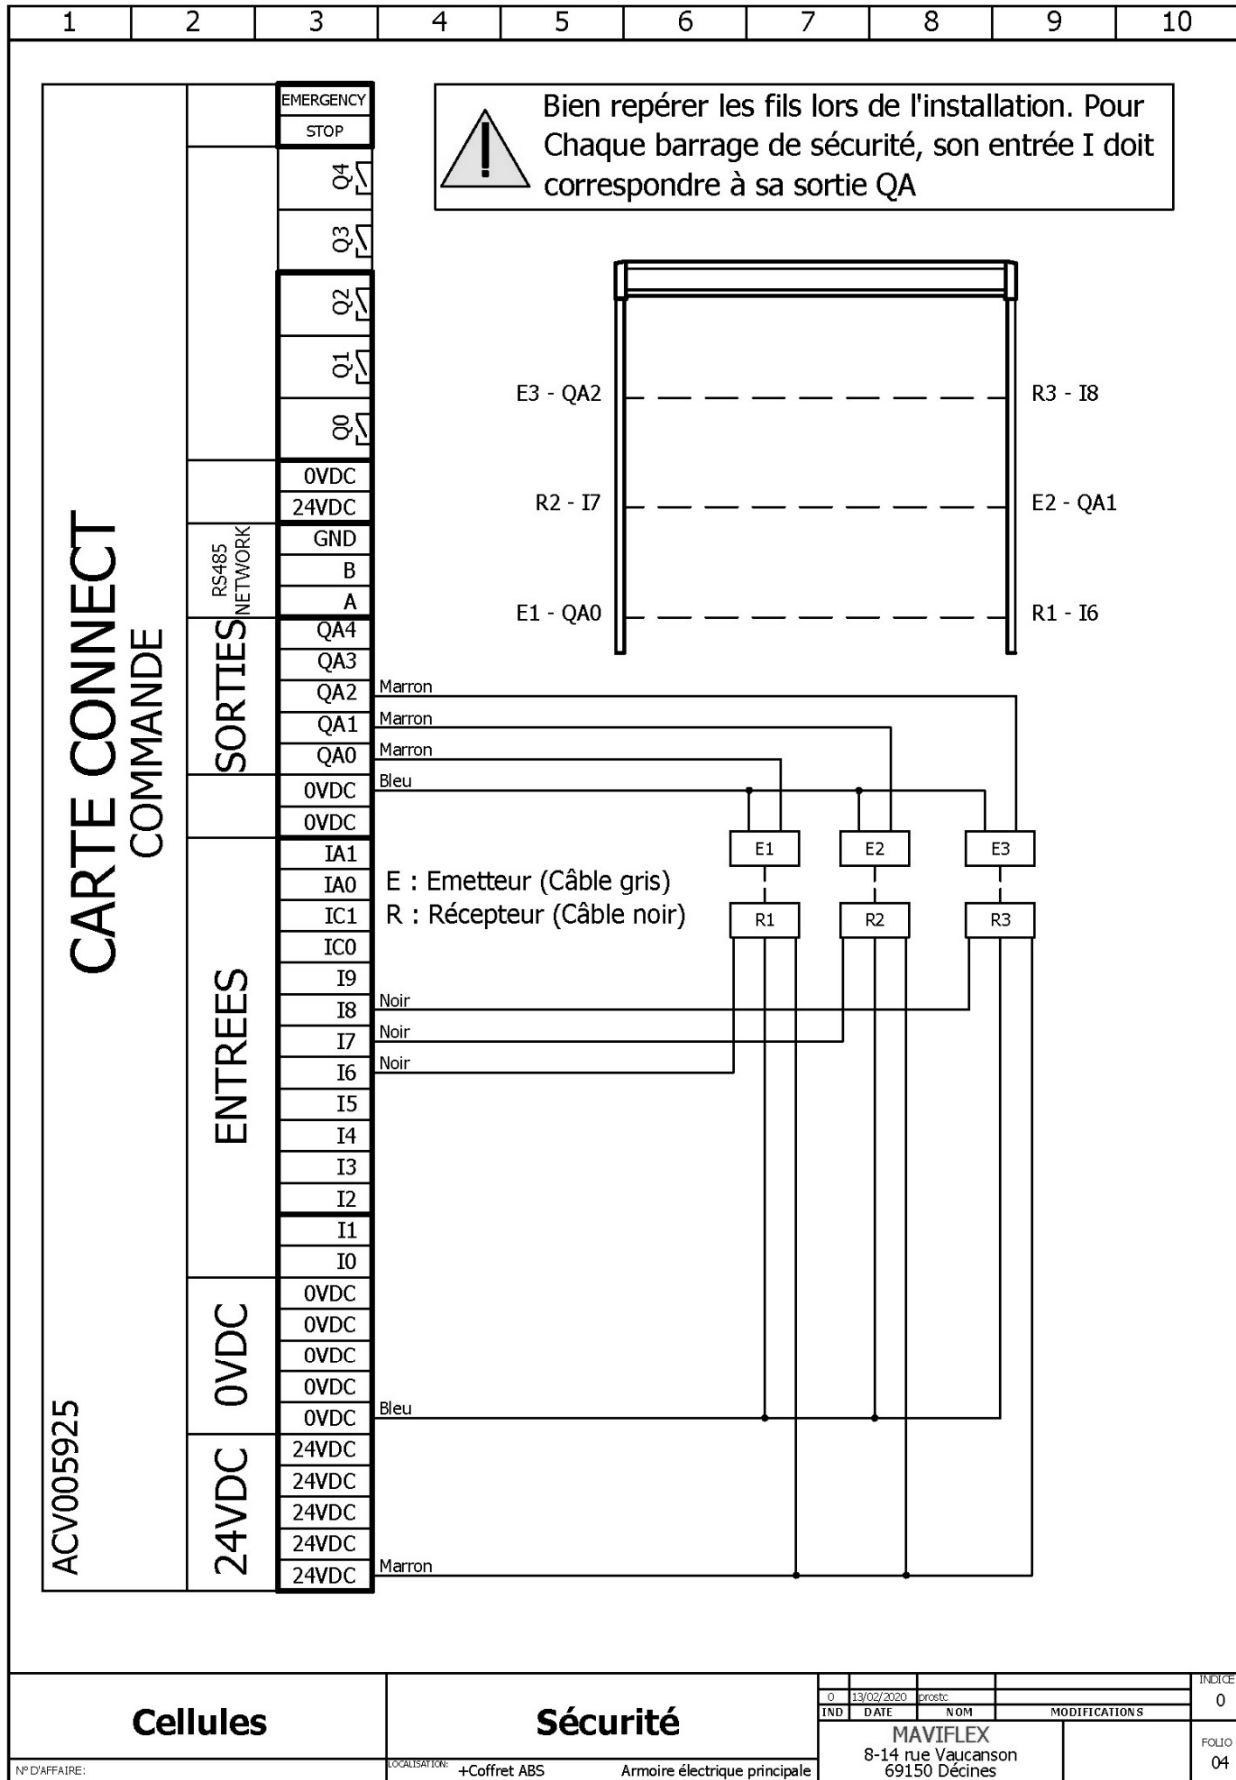 1 2 3 4 5 6 7 8 9 10
Bien repérer les fils lors de l'installation. Pour
Chaque barrage de sécurité, son entrée I doit
correspondre à sa sortie QA
CARTE CONNECT
COMMANDE
ACV005925
EMERGENCY
STOP
Q4
Q3
Q2
Q1
Q0
0VDC
24VDC
RS485
NETWORK
GND
B
A
SORTIES
QA4
QA3
QA2 Marron
QA1 Marron
QA0 Marron
0VDC Bleu
0VDC
ENTREES
IA1
IA0
IC1
IC0
I9
I8 Noir
I7 Noir
I6 Noir
I5
I4
I3
I2
I1
I0
0VDC
0VDC
0VDC
0VDC
0VDC
0VDC Bleu
24VDC
24VDC
24VDC
24VDC
24VDC
24VDC Marron
E3 - QA2 R3 - I8
R2 - I7 E2 - QA1
E1 - QA0 R1 - I6
E1 E2 E3
E : Emetteur (Câble gris)
R : Récepteur (Câble noir)
R1 R2 R3
Cellules
N° D'AFFAIRE:
Sécurité
LOCALISATION: +Coffret ABS Armoire électrique principale
0 13/02/2020 prostc
IND DATE NOM MODIFICATIONS
MAVIFLEX
8-14 rue Vaucanson
69150 Décines
INDICE
0
FOLIO
04